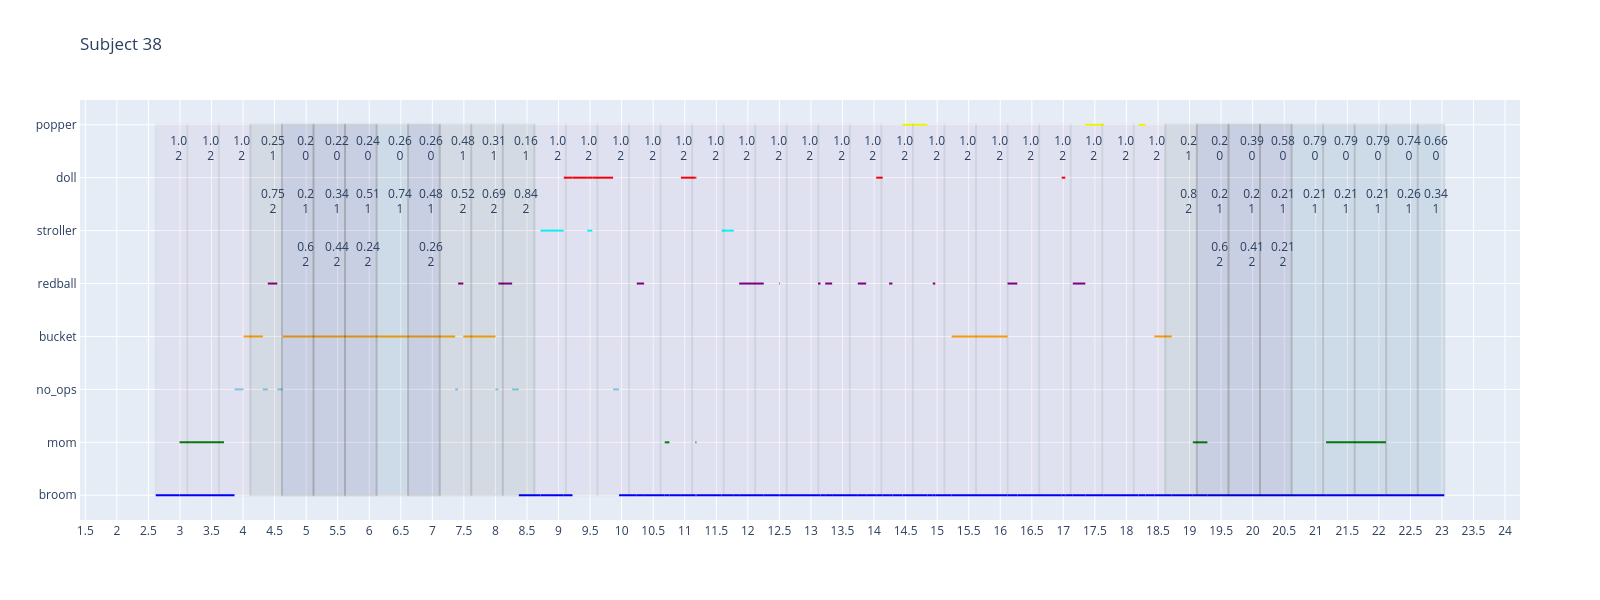 Subject 38
popper
1.0 1.0 1.0 0.25 0.2 0.22 0.24 0.26 0.26 0.48 0.31 0.16 1.0 1.0 1.0 1.0 1.0 1.0 1.0 1.0 1.0 1.0 1.0 1.0 1.0 1.0 1.0 1.0 1.0 1.0 1.0 1.0 0.2 0.2 0.39 0.58 0.79 0.79 0.79 0.74 0.66
2 2 2 1 0 0 0 0 0 1 1 1 2 2 2 2 2 2 2 2 2 2 2 2 2 2 2 2 2 2 2 2 1 0 0 0 0 0 0 0 0
doll
0.75 0.2 0.34 0.51 0.74 0.48 0.52 0.69 0.84 0.8 0.2 0.2 0.21 0.21 0.21 0.21 0.26 0.34
2 1 1 1 1 1 2 2 2 2 1 1 1 1 1 1 1 1
stroller
0.6 0.44 0.24 0.26 0.6 0.41 0.21
2 2 2 2 2 2 2
redball
bucket
no_ops
mom
broom
1.5 2 2.5 3 3.5 4 4.5 5 5.5 6 6.5 7 7.5 8 8.5 9 9.5 10 10.5 11 11.5 12 12.5 13 13.5 14 14.5 15 15.5 16 16.5 17 17.5 18 18.5 19 19.5 20 20.5 21 21.5 22 22.5 23 23.5 24